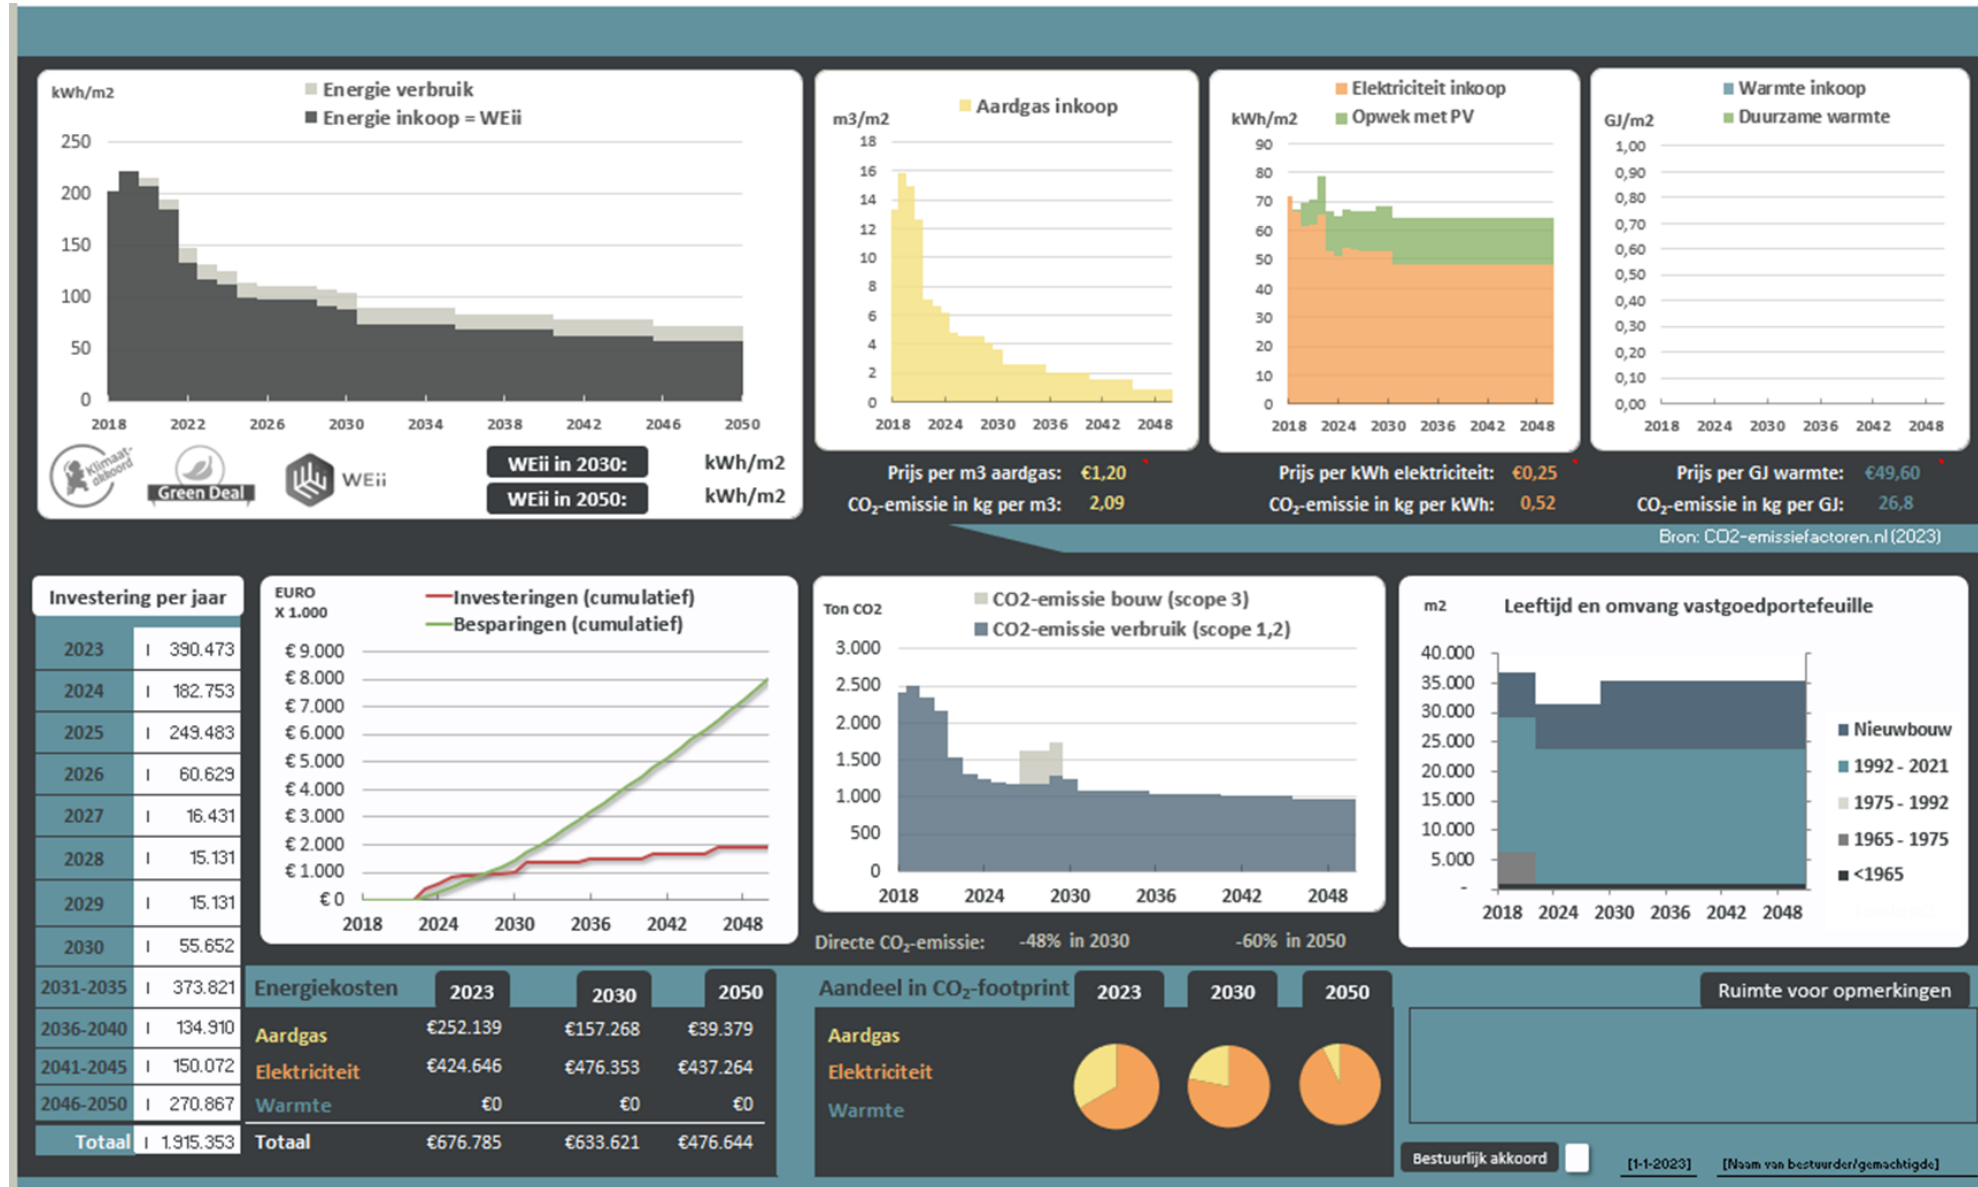 kWh/m2
Energie verbruik
Energie inkoop = WEii
250
200
150
100
50
0
2018 2022 2026 2030 2034 2038 2042 2046 2050
Klimaat-akkoord
Green Deal
WEii
WEii in 2030: kWh/m2
WEii in 2050: kWh/m2
Aardgas inkoop
m3/m2
18
16
14
12
10
8
6
4
2
0
2018 2024 2030 2036 2042 2048
Prijs per m3 aardgas: €1,20
CO₂-emissie in kg per m3: 2,09
Elektriciteit inkoop
Opwek met PV
kWh/m2
90
80
70
60
50
40
30
20
10
0
2018 2024 2030 2036 2042 2048
Prijs per kWh elektriciteit: €0,25
CO₂-emissie in kg per kWh: 0,52
Warmte inkoop
Duurzame warmte
GJ/m2
1,00
0,90
0,80
0,70
0,60
0,50
0,40
0,30
0,20
0,10
0,00
2018 2024 2030 2036 2042 2048
Prijs per GJ warmte: €49,60
CO₂-emissie in kg per GJ: 26,8
Bron: CO2-emissiefactoren.nl (2023)
Investering per jaar
2023 I 390.473
2024 I 182.753
2025 I 249.483
2026 I 60.629
2027 I 16.431
2028 I 15.131
2029 I 15.131
2030 I 55.652
2031-2035 I 373.821
2036-2040 I 134.910
2041-2045 I 150.072
2046-2050 I 270.867
Totaal I 1.915.353
EURO
X 1.000
Investeringen (cumulatief)
Besparingen (cumulatief)
€ 9.000
€ 8.000
€ 7.000
€ 6.000
€ 5.000
€ 4.000
€ 3.000
€ 2.000
€ 1.000
€ 0
2018 2024 2030 2036 2042 2048
Ton CO2
CO2-emissie bouw (scope 3)
CO2-emissie verbruik (scope 1,2)
3.000
2.500
2.000
1.500
1.000
500
0
2018 2024 2030 2036 2042 2048
Directe CO₂-emissie: -48% in 2030 -60% in 2050
m2
Leeftijd en omvang vastgoedportefeuille
40.000
35.000
30.000
25.000
20.000
15.000
10.000
5.000
-
2018 2024 2030 2036 2042 2048
Nieuwbouw
1992 - 2021
1975 - 1992
1965 - 1975
<1965
Energiekosten 2023 2030 2050
Aardgas €252.139 €157.268 €39.379
Elektriciteit €424.646 €476.353 €437.264
Warmte €0 €0 €0
Totaal €676.785 €633.621 €476.644
Aandeel in CO₂-footprint 2023 2030 2050
Aardgas
Elektriciteit
Warmte
Ruimte voor opmerkingen
Bestuurlijk akkoord
[1-1-2023] [Naam van bestuurder/gemachtigde]